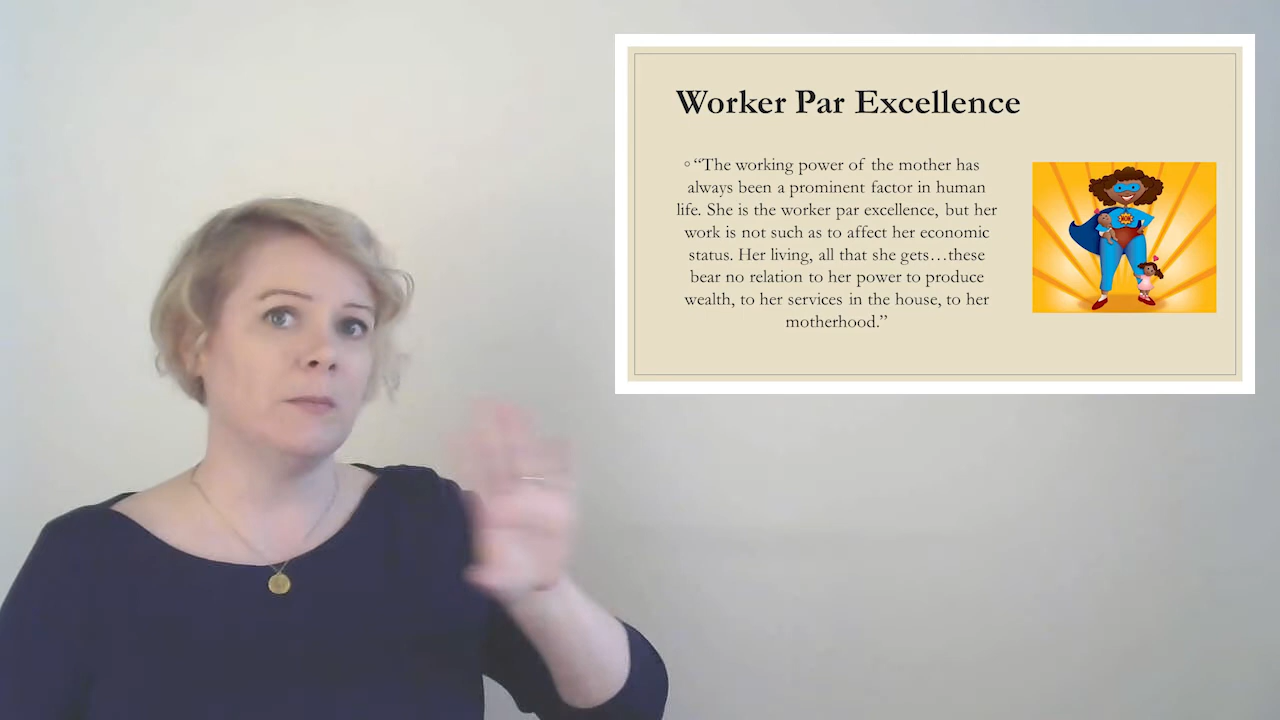 Worker Par Excellence
“The working power of the mother has
always been a prominent factor in human
life. She is the worker par excellence, but her
work is not such as to affect her economic
status. Her living, all that she gets…these
bear no relation to her power to produce
wealth, to her services in the house, to her
motherhood.”